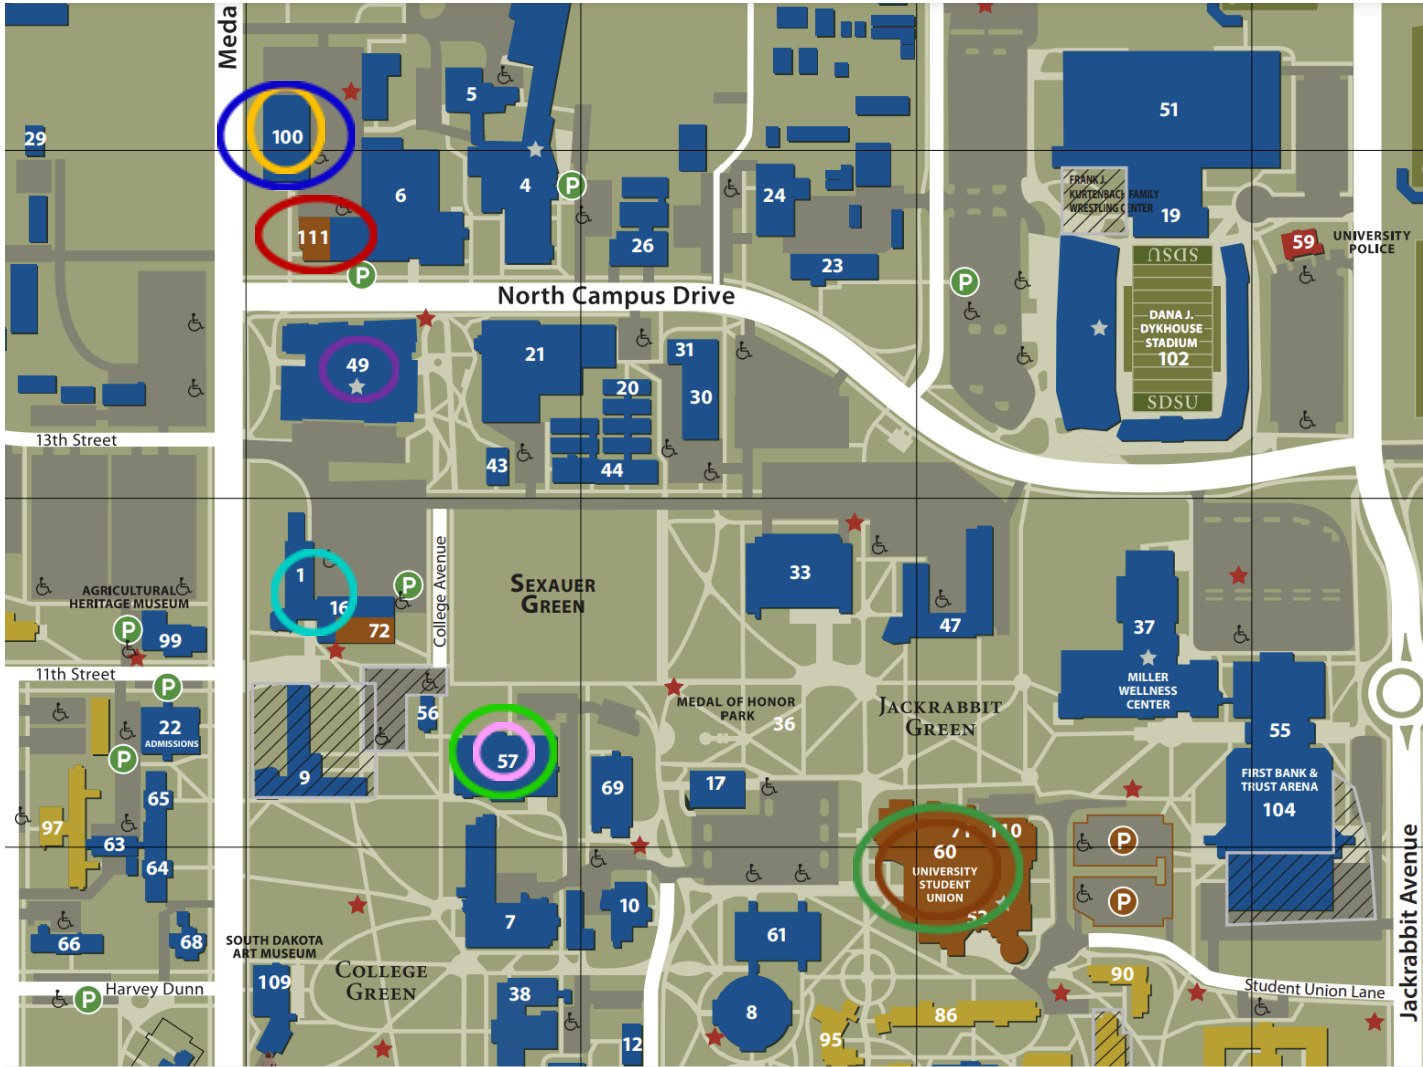 Meda
100
5
29
51
4
6
24
FRANK J.
KURTENBACH FAMILY
WRESTLING CENTER
19
111
26
23
59
UNIVERSITY
POLICE
P
P
P
North Campus Drive
SDSU
DANA J.
DYKHOUSE
STADIUM
102
SDSU
49
21
31
20
30
13th Street
43
44
1
16
72
P
College Avenue
SEXAUER
GREEN
33
47
37
MILLER
WELLNESS
CENTER
AGRICULTURAL
HERITAGE MUSEUM
P
99
11th Street
P
22
ADMISSIONS
P
56
57
9
69
17
MEDAL OF HONOR
PARK
36
JACKRABBIT
GREEN
55
FIRST BANK &
TRUST ARENA
104
65
97
63
64
66
68
71
110
60
UNIVERSITY
STUDENT
UNION
52
P
P
7
10
61
SOUTH DAKOTA
ART MUSEUM
109
COLLEGE
GREEN
Harvey Dunn
P
38
8
12
95
86
90
Student Union Lane
Jackrabbit Avenue